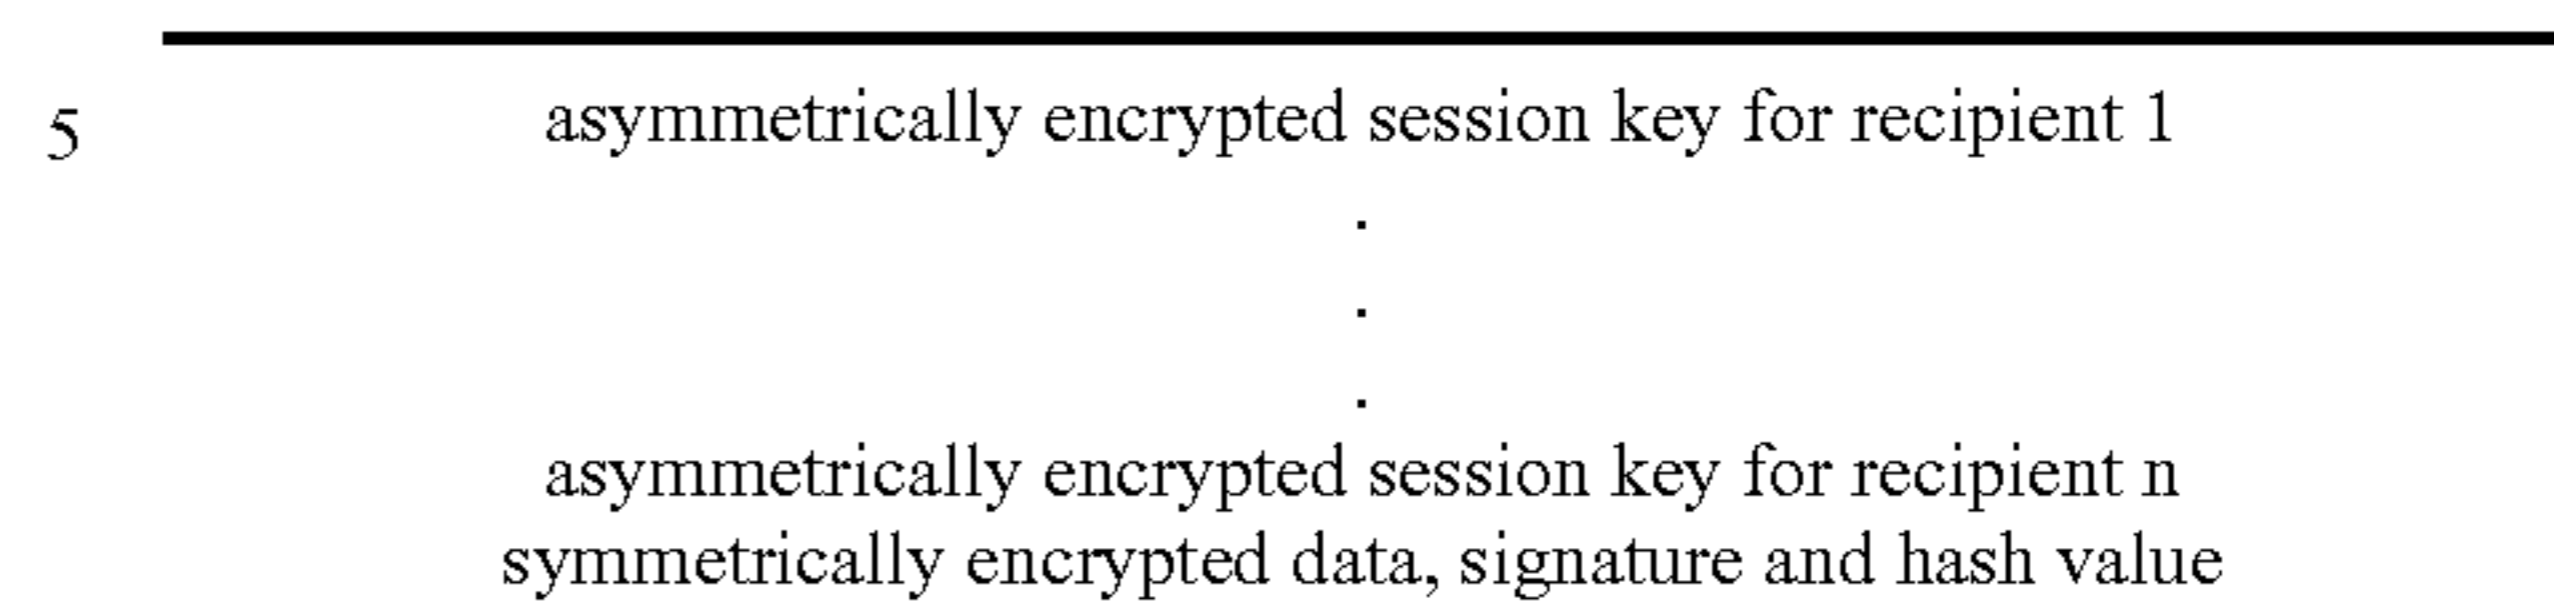 5 asymmetrically encrypted session key for recipient 1
.
.
.
asymmetrically encrypted session key for recipient n
symmetrically encrypted data, signature and hash value